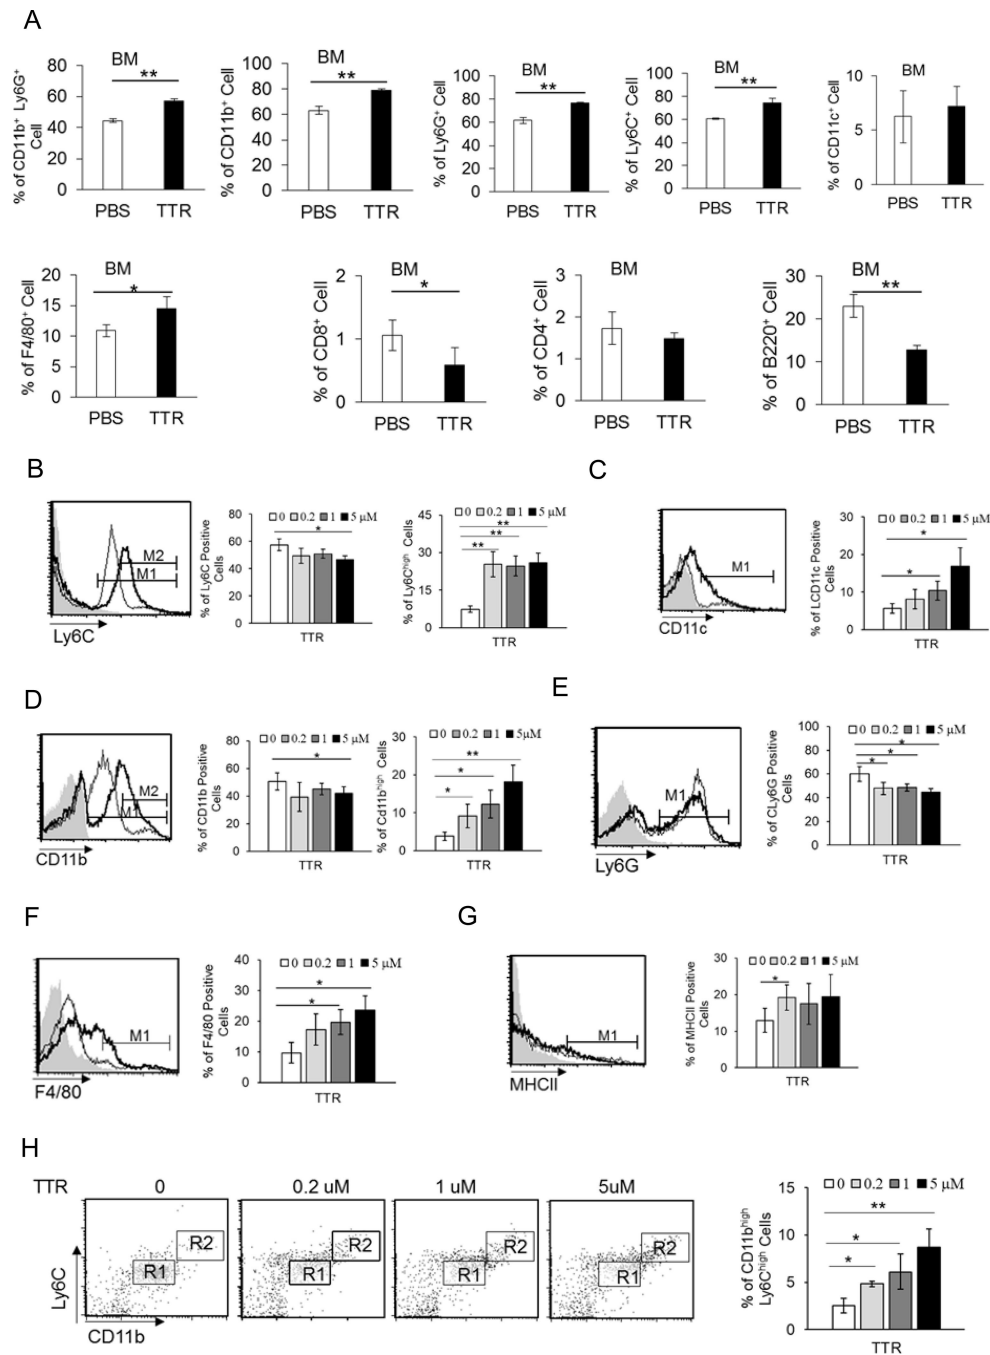 A
BM
**
% of CD11b+ Ly6G+ Cell
80
60
40
20
0
PBS TTR
BM
**
% of CD11b+ Cell
100
80
60
40
20
0
PBS TTR
BM
**
% of Ly6G+ Cell
100
80
60
40
20
0
PBS TTR
BM
**
% of Ly6C+ Cell
100
80
60
40
20
0
PBS TTR
BM
% of CD11c+ Cell
10
5
0
PBS TTR
BM
*
% of F4/80+ Cell
20
15
10
5
0
PBS TTR
BM
*
% of CD8+ Cell
2
1
0
PBS TTR
BM
% of CD4+ Cell
3
2
1
0
PBS TTR
BM
**
% of B220+ Cell
30
20
10
0
PBS TTR
B
M2
M1
Ly6C
0 0.2 1 5 μM
*
% of Ly6C Positive Cells
80
60
40
20
0
TTR
0 0.2 1 5 μM
**
**
**
% of Ly6Chigh Cells
45
30
15
0
TTR
C
M1
CD11c
0 0.2 1 5 μM
*
*
% of LCD11c Positive Cells
30
20
10
0
TTR
D
M2
M
CD11b
0 0.2 1 5 μM
*
% of CD11b Positive Cells
80
60
40
20
0
TTR
0 0.2 1 5μM
**
*
*
% of Cd11bhigh Cells
30
20
10
0
TTR
E
M1
Ly6G
0 0.2 1 5 μM
*
*
*
% of CLy6G Positive Cells
100
80
60
40
20
0
TTR
F
M1
F4/80
0 0.2 1 5 μM
*
*
% of F4/80 Positive Cells
40
30
20
10
0
TTR
G
M1
MHCII
0 0.2 1 5 μM
*
% of MHCII Positive Cells
30
20
10
0
TTR
H
TTR 0 0.2 uM 1 uM 5uM
R2
R1
R2
R1
R2
R1
R2
R1
Ly6C
CD11b
0 0.2 1 5 μM
**
*
*
% of CD11bhigh Ly6Chigh Cells
15
10
5
0
TTR